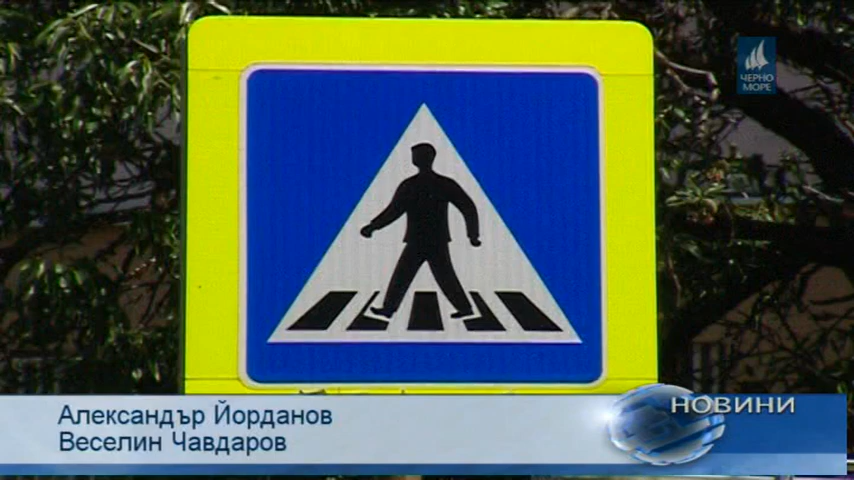 ЧЕРНО
МОРЕ
Александър Йорданов
Веселин Чавдаров
НОВИНИ